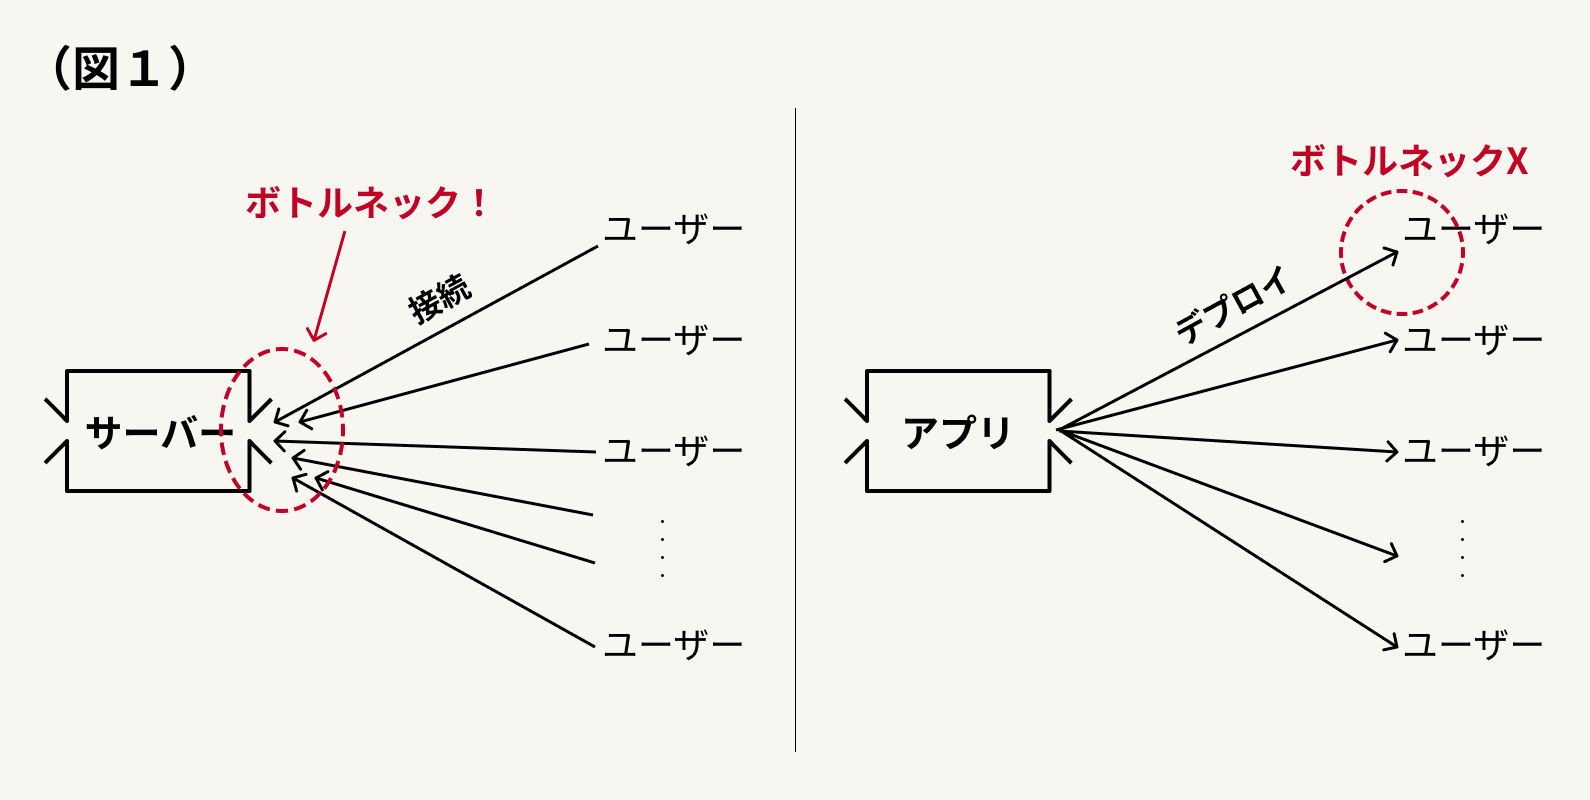 （図１）
ボトルネック！
接続
サーバー
ユーザー
ユーザー
ユーザー
・
・
・
・
ユーザー
ボトルネックX
デプロイ
アプリ
ユーザー
ユーザー
ユーザー
・
・
・
・
ユーザー